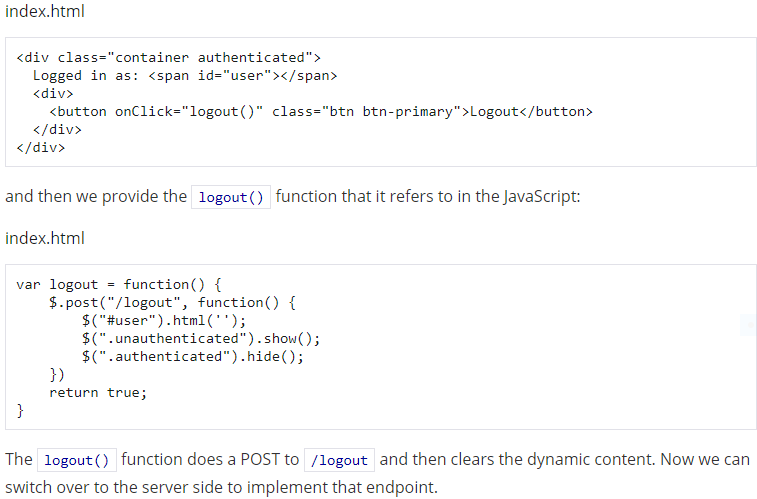 index.html
<div class="container authenticated">
  Logged in as: <span id="user"></span>
  <div>
    <button onClick="logout()" class="btn btn-primary">Logout</button>
  </div>
</div>
and then we provide the logout() function that it refers to in the JavaScript:
index.html
var logout = function() {
    $.post("/logout", function() {
        $("#user").html('');
        $(".unauthenticated").show();
        $(".authenticated").hide();
    })
    return true;
}
The logout() function does a POST to /logout and then clears the dynamic content. Now we can
switch over to the server side to implement that endpoint.